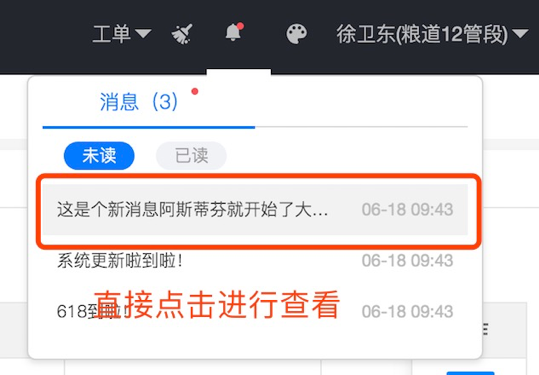 工单
徐卫东(粮道12管段)
消息（3）
未读 已读
这是个新消息阿斯蒂芬就开始了大... 06-18 09:43
系统更新啦到啦! 06-18 09:43
618到啦! 06-18 09:43
直接点击进行查看